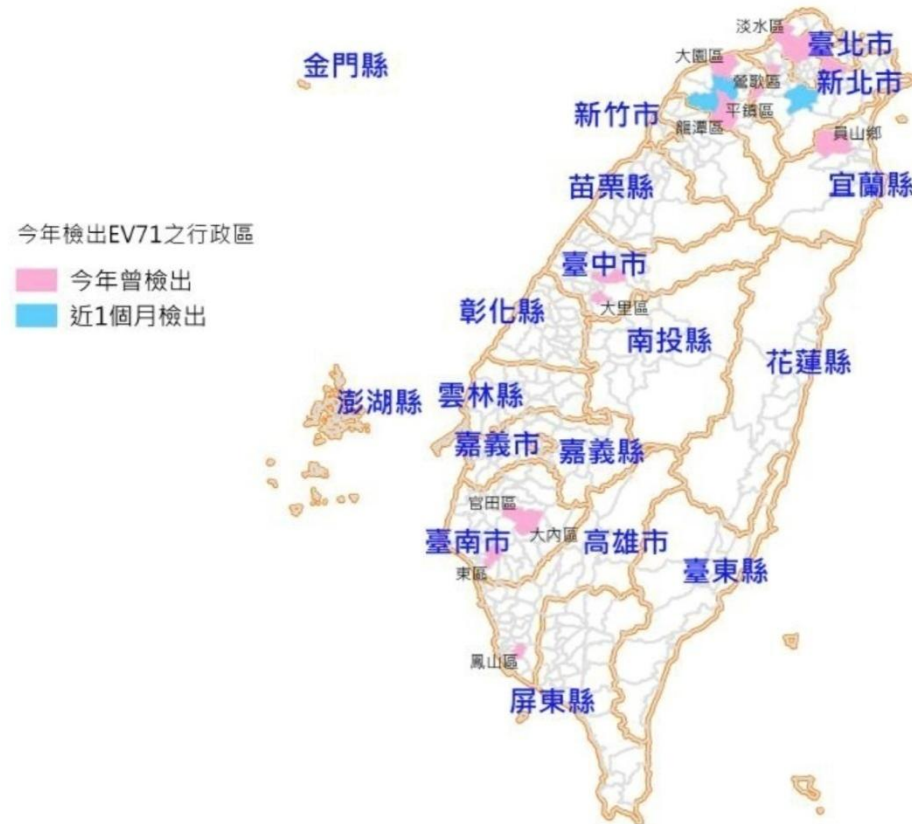 淡水區
臺北市
大園區
金門縣
鶯歌區
新北市
新竹市
平鎮區
龍潭區
員山鄉
苗栗縣
宜蘭縣
今年檢出EV71之行政區
今年曾檢出
近1個月檢出
臺中市
大里區
彰化縣
南投縣
花蓮縣
澎湖縣
雲林縣
嘉義市
嘉義縣
官田區
大內區
臺南市
高雄市
東區
臺東縣
鳳山區
屏東縣